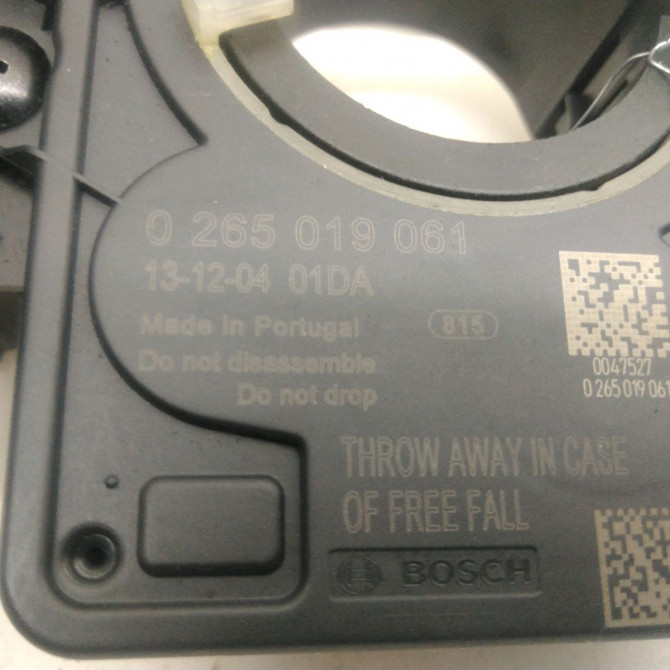 0 265 019 061
13-12-04 01DA
Made in Portugal
815
Do not disassemble
Do not drop
0047527
0 265 019 061
THROW AWAY IN CASE
OF FREE FALL
BOSCH